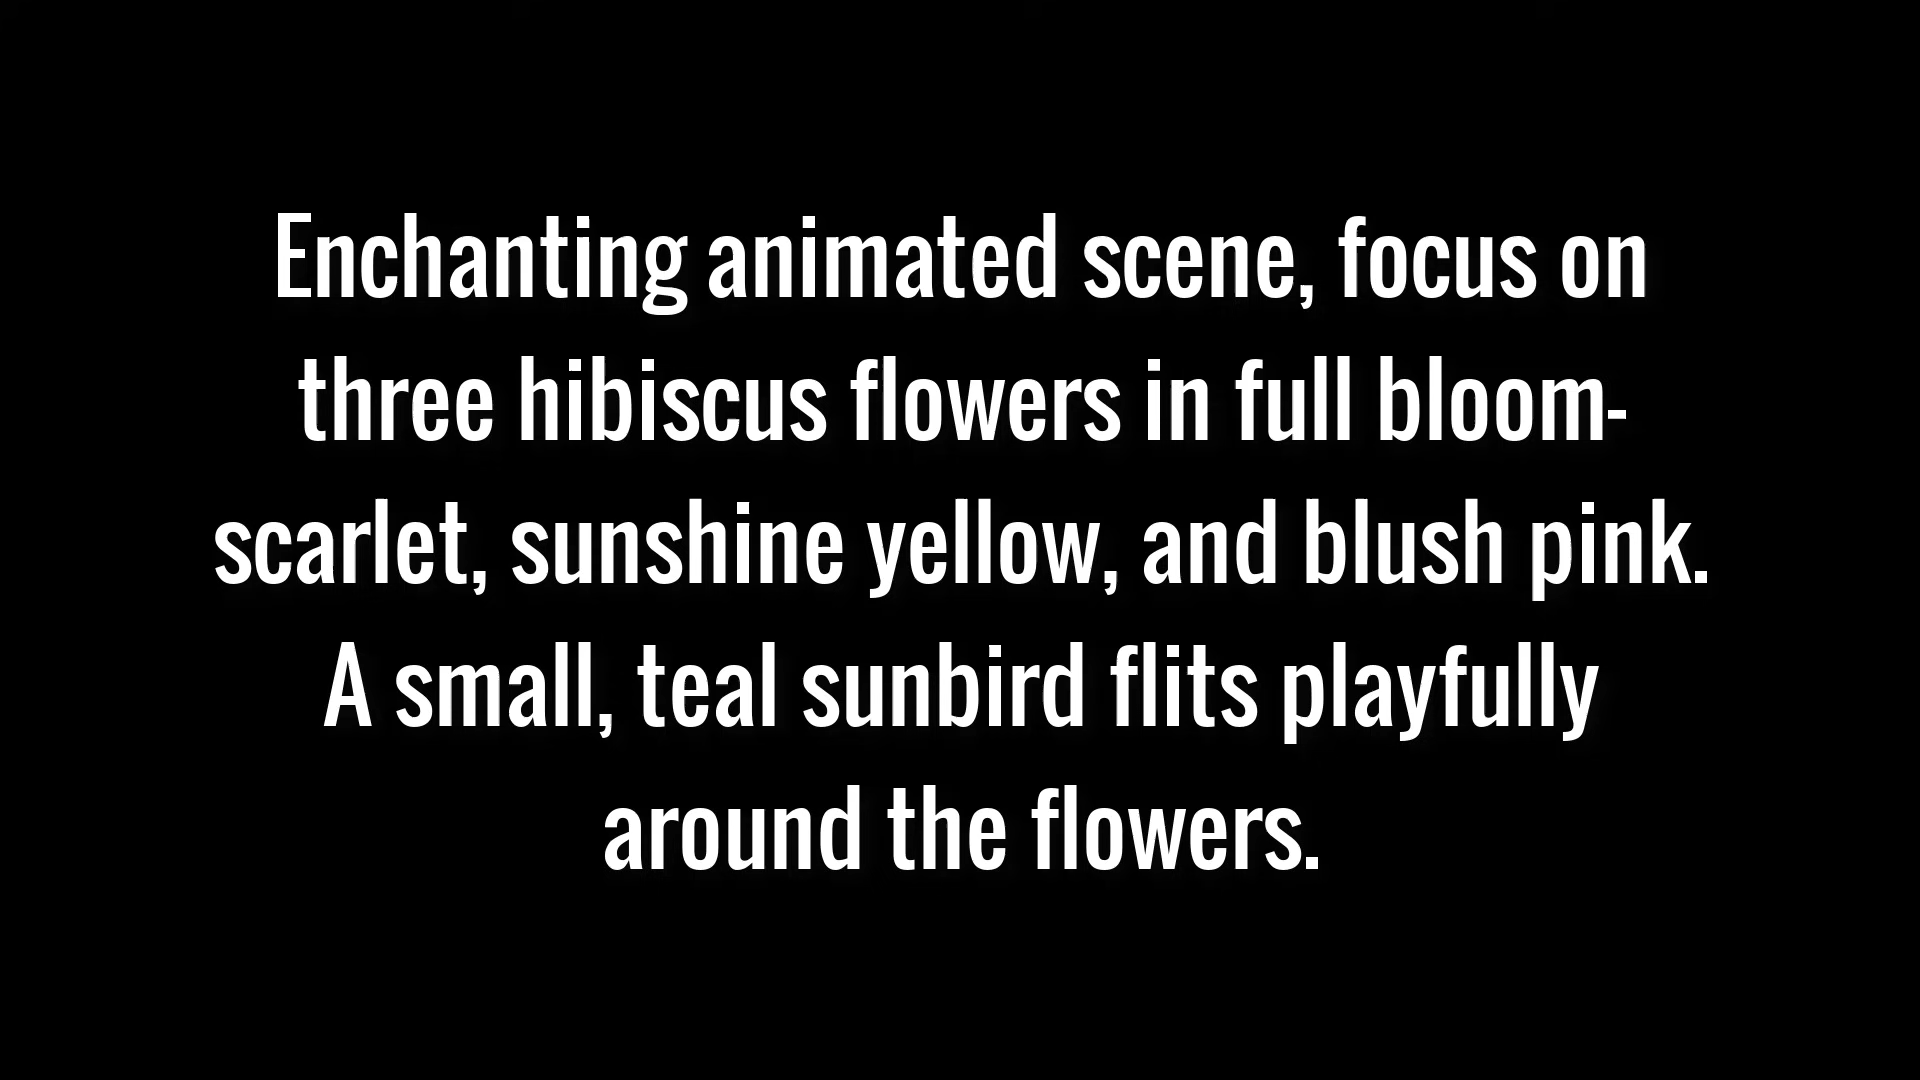 Enchanting animated scene, focus on
three hibiscus flowers in full bloom-
scarlet, sunshine yellow, and blush pink.
A small, teal sunbird flits playfully
around the flowers.